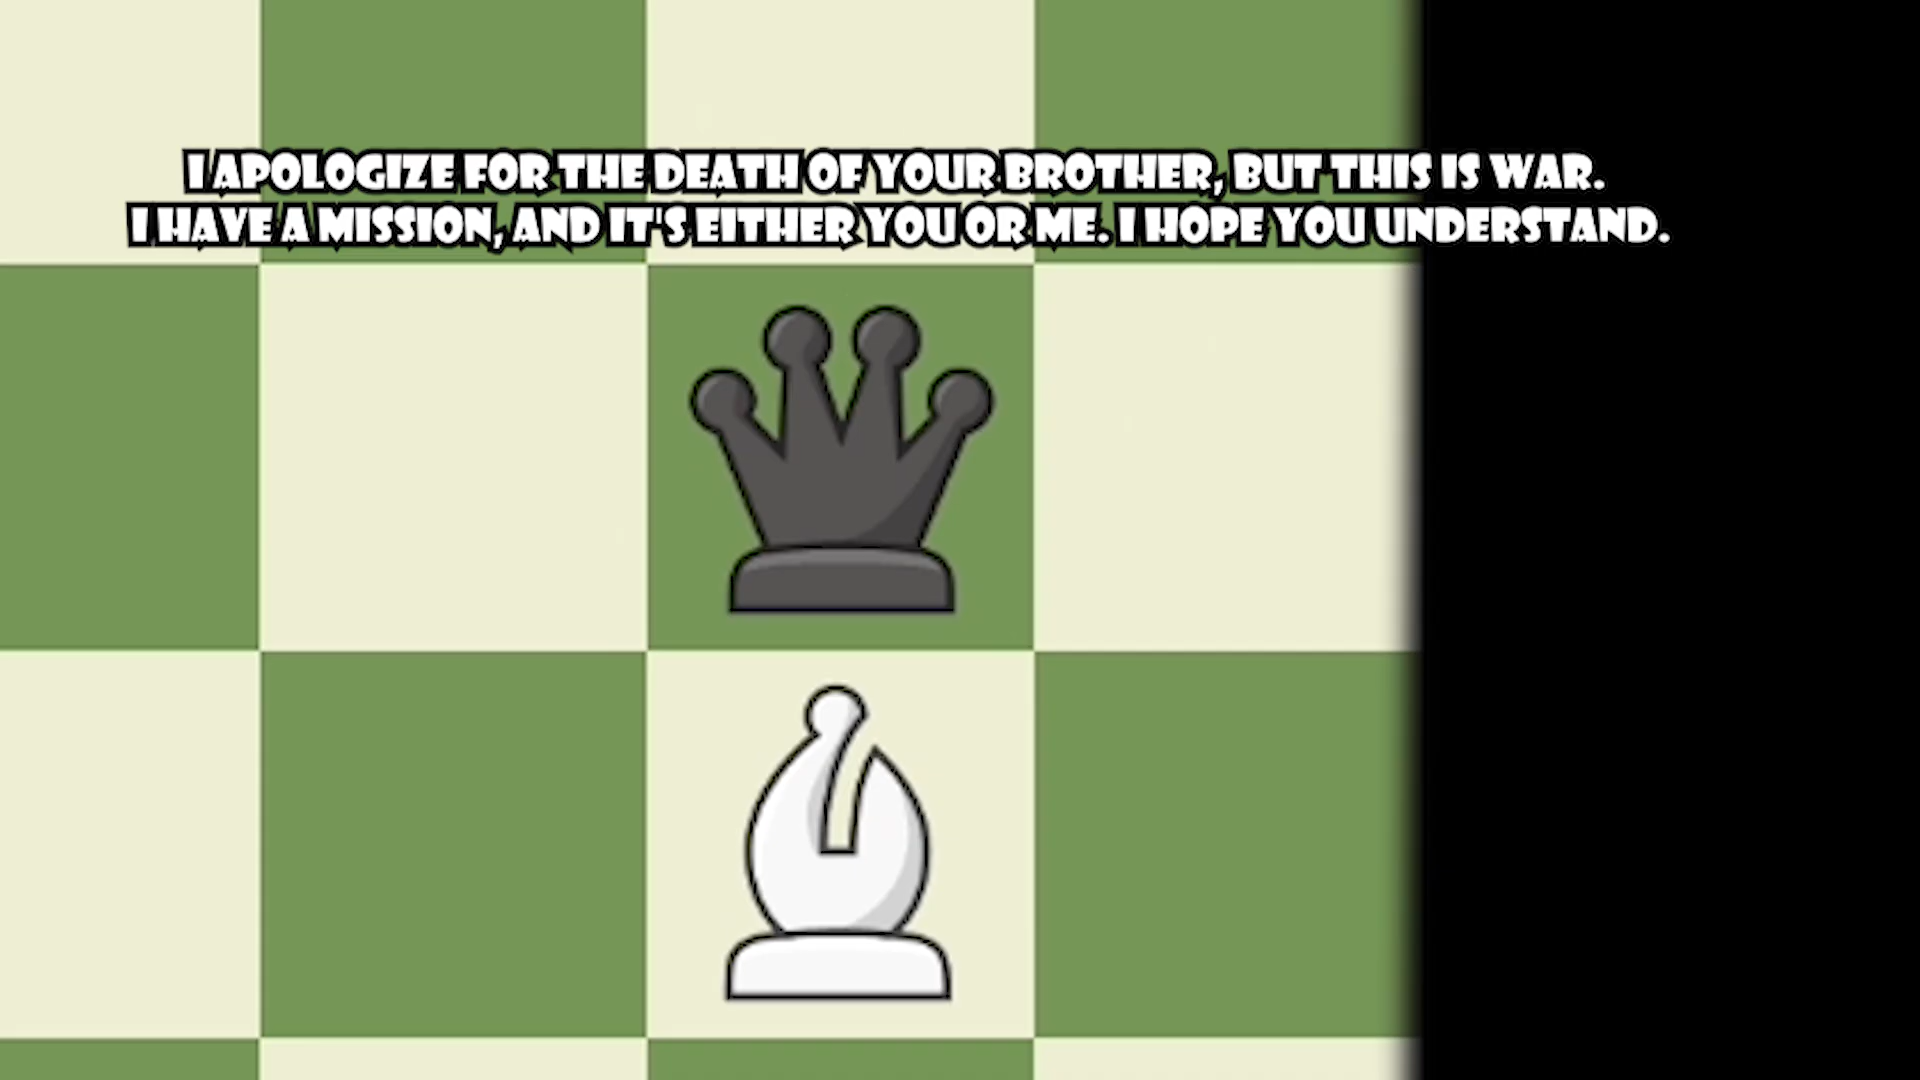 I APOLOGIZE FOR THE DEATH OF YOUR BROTHER, BUT THIS IS WAR.
I HAVE A MISSION, AND IT'S EITHER YOU OR ME. I HOPE YOU UNDERSTAND.